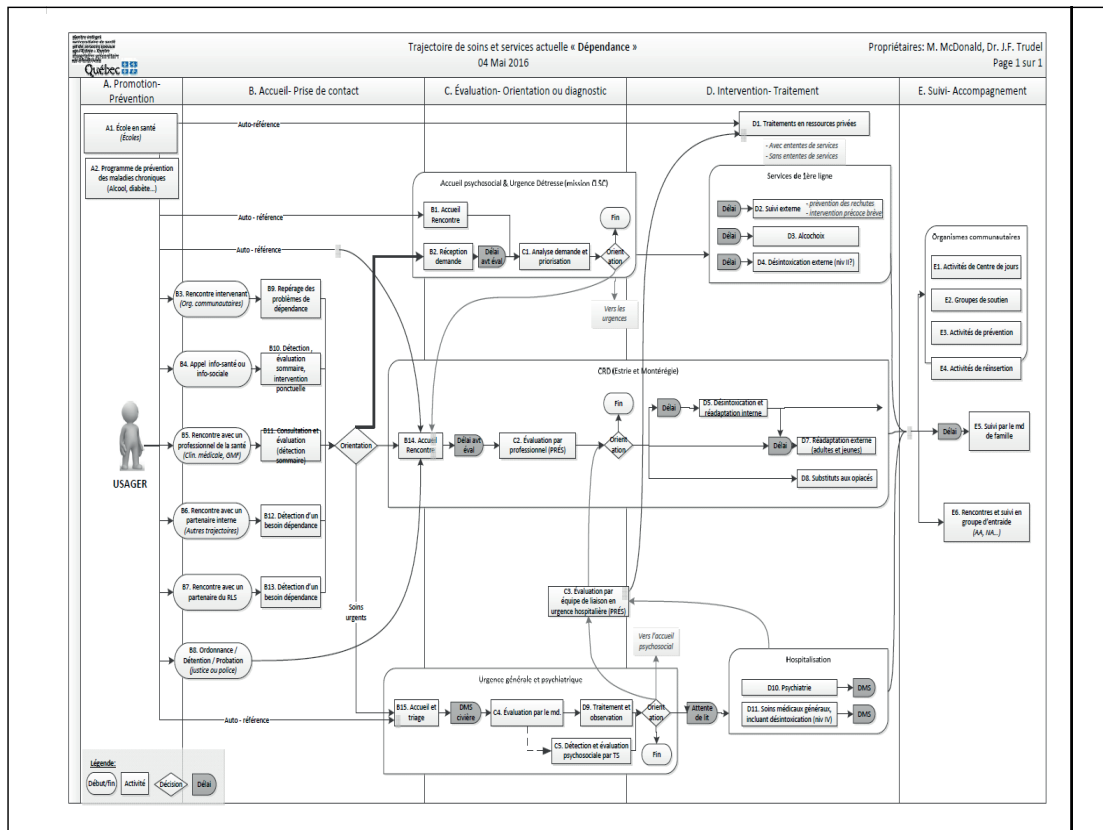 Québec
Trajectoire de soins et services actuelle « Dépendance »
04 Mai 2016
Propriétaires: M. McDonald, Dr. J.F. Trudel
Page 1 sur 1
A. Promotion-
Prévention
B. Accueil- Prise de contact
C. Évaluation- Orientation ou diagnostic
D. Intervention- Traitement
E. Suivi- Accompagnement
A1. École en santé
(Écoles)
A2. Programme de prévention
des maladies chroniques
(Alcool, diabète...)
Auto-référence
D1. Traitements en ressources privées
- Avec ententes de services
- Sans ententes de services
Accueil psychosocial & Urgence Détresse (mission CLSC)
B1. Accueil
Rencontre
Auto - référence
Auto - référence
B2. Réception
demande
Délai
avt éval
C1. Analyse demande et
priorisation
Fin
Orient
ation
Vers les
urgences
Services de 1ère ligne
Délai
D2. Suivi externe
- prévention des rechutes
- intervention précoce brève
Délai
D3. Alcochoix
Délai
D4. Désintoxication externe (niv II?)
Organismes communautaires
E1. Activités de Centre de jours
E2. Groupes de soutien
E3. Activités de prévention
E4. Activités de réinsertion
B3. Rencontre intervenant
(Org. communautaires)
B9. Repérage des
problèmes de
dépendance
B4. Appel info-santé ou
info-sociale
B10. Détection ,
évaluation
sommaire,
intervention
ponctuelle
USAGER
B5. Rencontre avec un
professionnel de la santé
(Clin. médicale, GMF)
B11. Consultation et
évaluation
(détection
sommaire)
Orientation
CRD (Estrie et Montérégie)
B14. Accueil
Rencontre
Délai avt
éval
C2. Évaluation par
professionnel (PRÉS)
Fin
Orient
ation
Délai
D5. Désintoxication et
réadaptation interne
Délai
D7. Réadaptation externe
(adultes et jeunes)
D8. Substituts aux opiacés
Délai
E5. Suivi par le md
de famille
E6. Rencontres et suivi en
groupe d'entraide
(AA, NA...)
B6. Rencontre avec un
partenaire interne
(Autres trajectoires)
B12. Détection d'un
besoin dépendance
B7. Rencontre avec un
partenaire du RLS
B13. Détection d'un
besoin dépendance
Soins
urgents
C3. Évaluation par
équipe de liaison en
urgence hospitalière (PRÉS)
Vers l'accueil
psychosocial
B8. Ordonnance /
Détention / Probation
(justice ou police)
Auto - référence
Urgence générale et psychiatrique
B15. Accueil et
triage
DMS
civière
C4. Évaluation par le md.
D9. Traitement et
observation
C5. Détection et évaluation
psychosociale par TS
Orient
ation
Fin
Attente
de lit
Hospitalisation
D10. Psychiatrie
DMS
D11. Soins médicaux généraux,
incluant désintoxication (niv IV)
DMS
Légende:
Début/fin
Activité
Décision
Délai